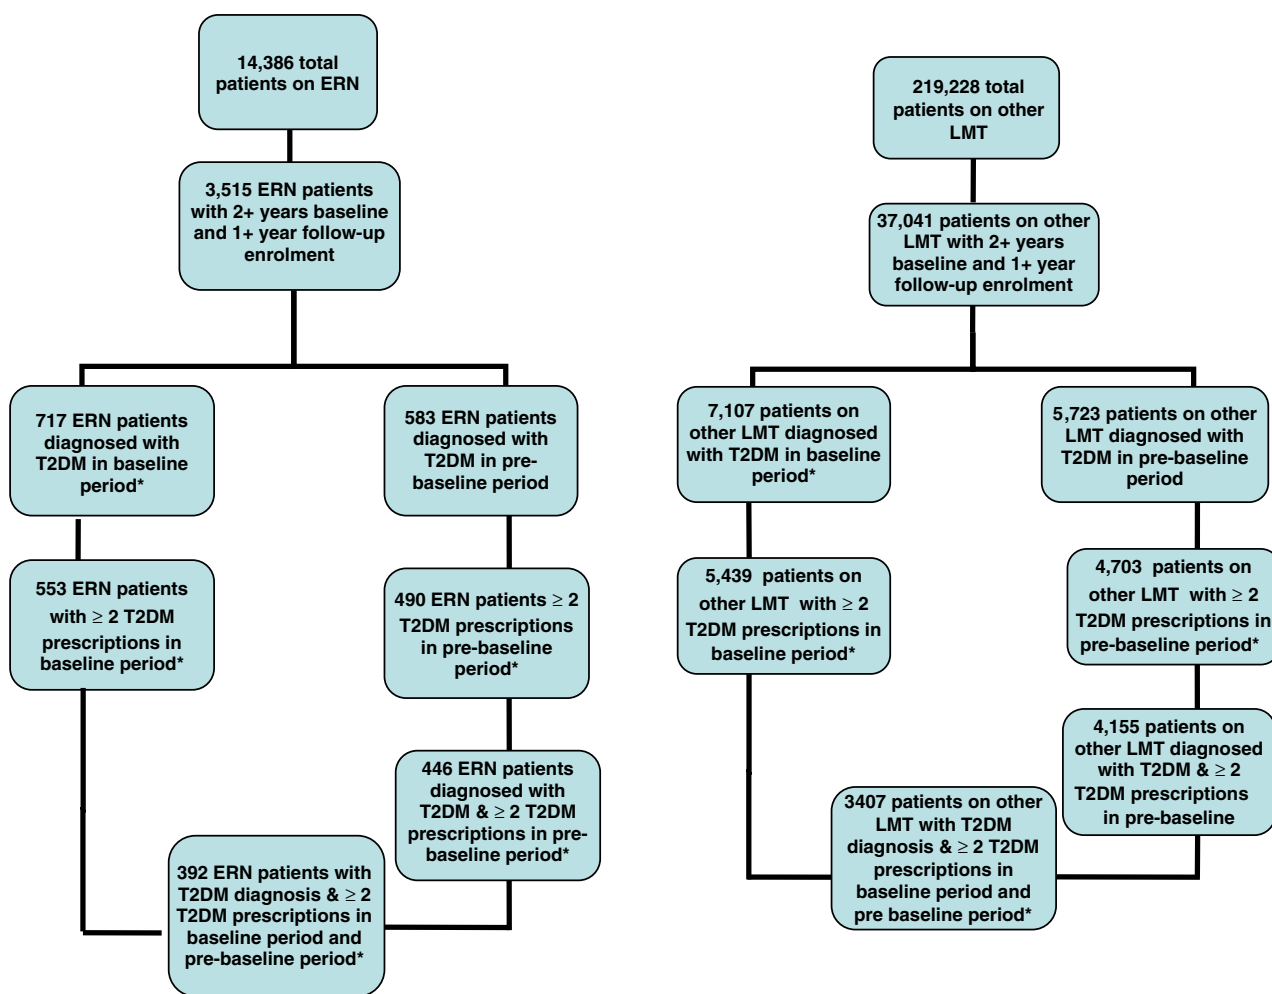 14,386 total
patients on ERN
3,515 ERN patients
with 2+ years baseline
and 1+ year follow-up
enrolment
717 ERN patients
diagnosed with
T2DM in baseline
period*
583 ERN patients
diagnosed with
T2DM in pre-
baseline period
553 ERN patients
with ≥ 2 T2DM
prescriptions in
baseline period*
490 ERN patients ≥ 2
T2DM prescriptions
in pre-baseline
period*
446 ERN patients
diagnosed with
T2DM & ≥ 2 T2DM
prescriptions in pre-
baseline period*
392 ERN patients with
T2DM diagnosis & ≥ 2
T2DM prescriptions in
baseline period and
pre-baseline period*
219,228 total
patients on other
LMT
37,041 patients on other
LMT with 2+ years
baseline and 1+ year
follow-up enrolment
7,107 patients on
other LMT diagnosed
with T2DM in baseline
period*
5,723 patients on other
LMT diagnosed with
T2DM in pre-baseline
period
5,439 patients on
other LMT with ≥ 2
T2DM prescriptions in
baseline period*
4,703 patients on
other LMT with ≥ 2
T2DM prescriptions in
pre-baseline period*
4,155 patients on
other LMT diagnosed
with T2DM & ≥ 2
T2DM prescriptions
in pre-baseline
3407 patients on other
LMT with T2DM
diagnosis & ≥ 2 T2DM
prescriptions in
baseline period and
pre baseline period*